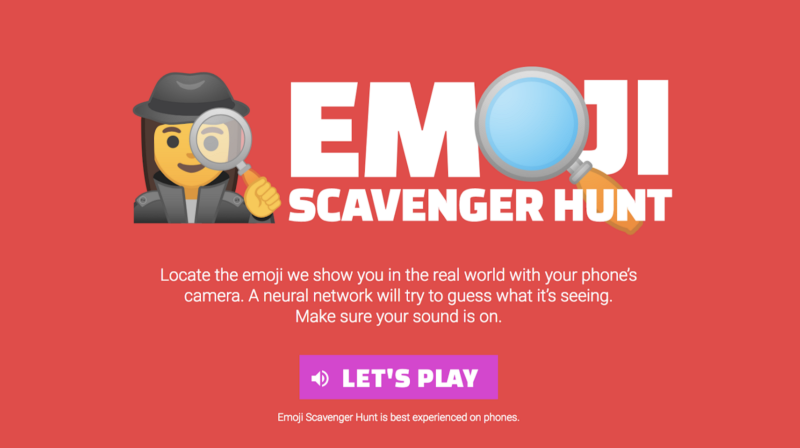 EMOJI
SCAVENGER HUNT
Locate the emoji we show you in the real world with your phone's
camera. A neural network will try to guess what it's seeing.
Make sure your sound is on.
LET'S PLAY
Emoji Scavenger Hunt is best experienced on phones.